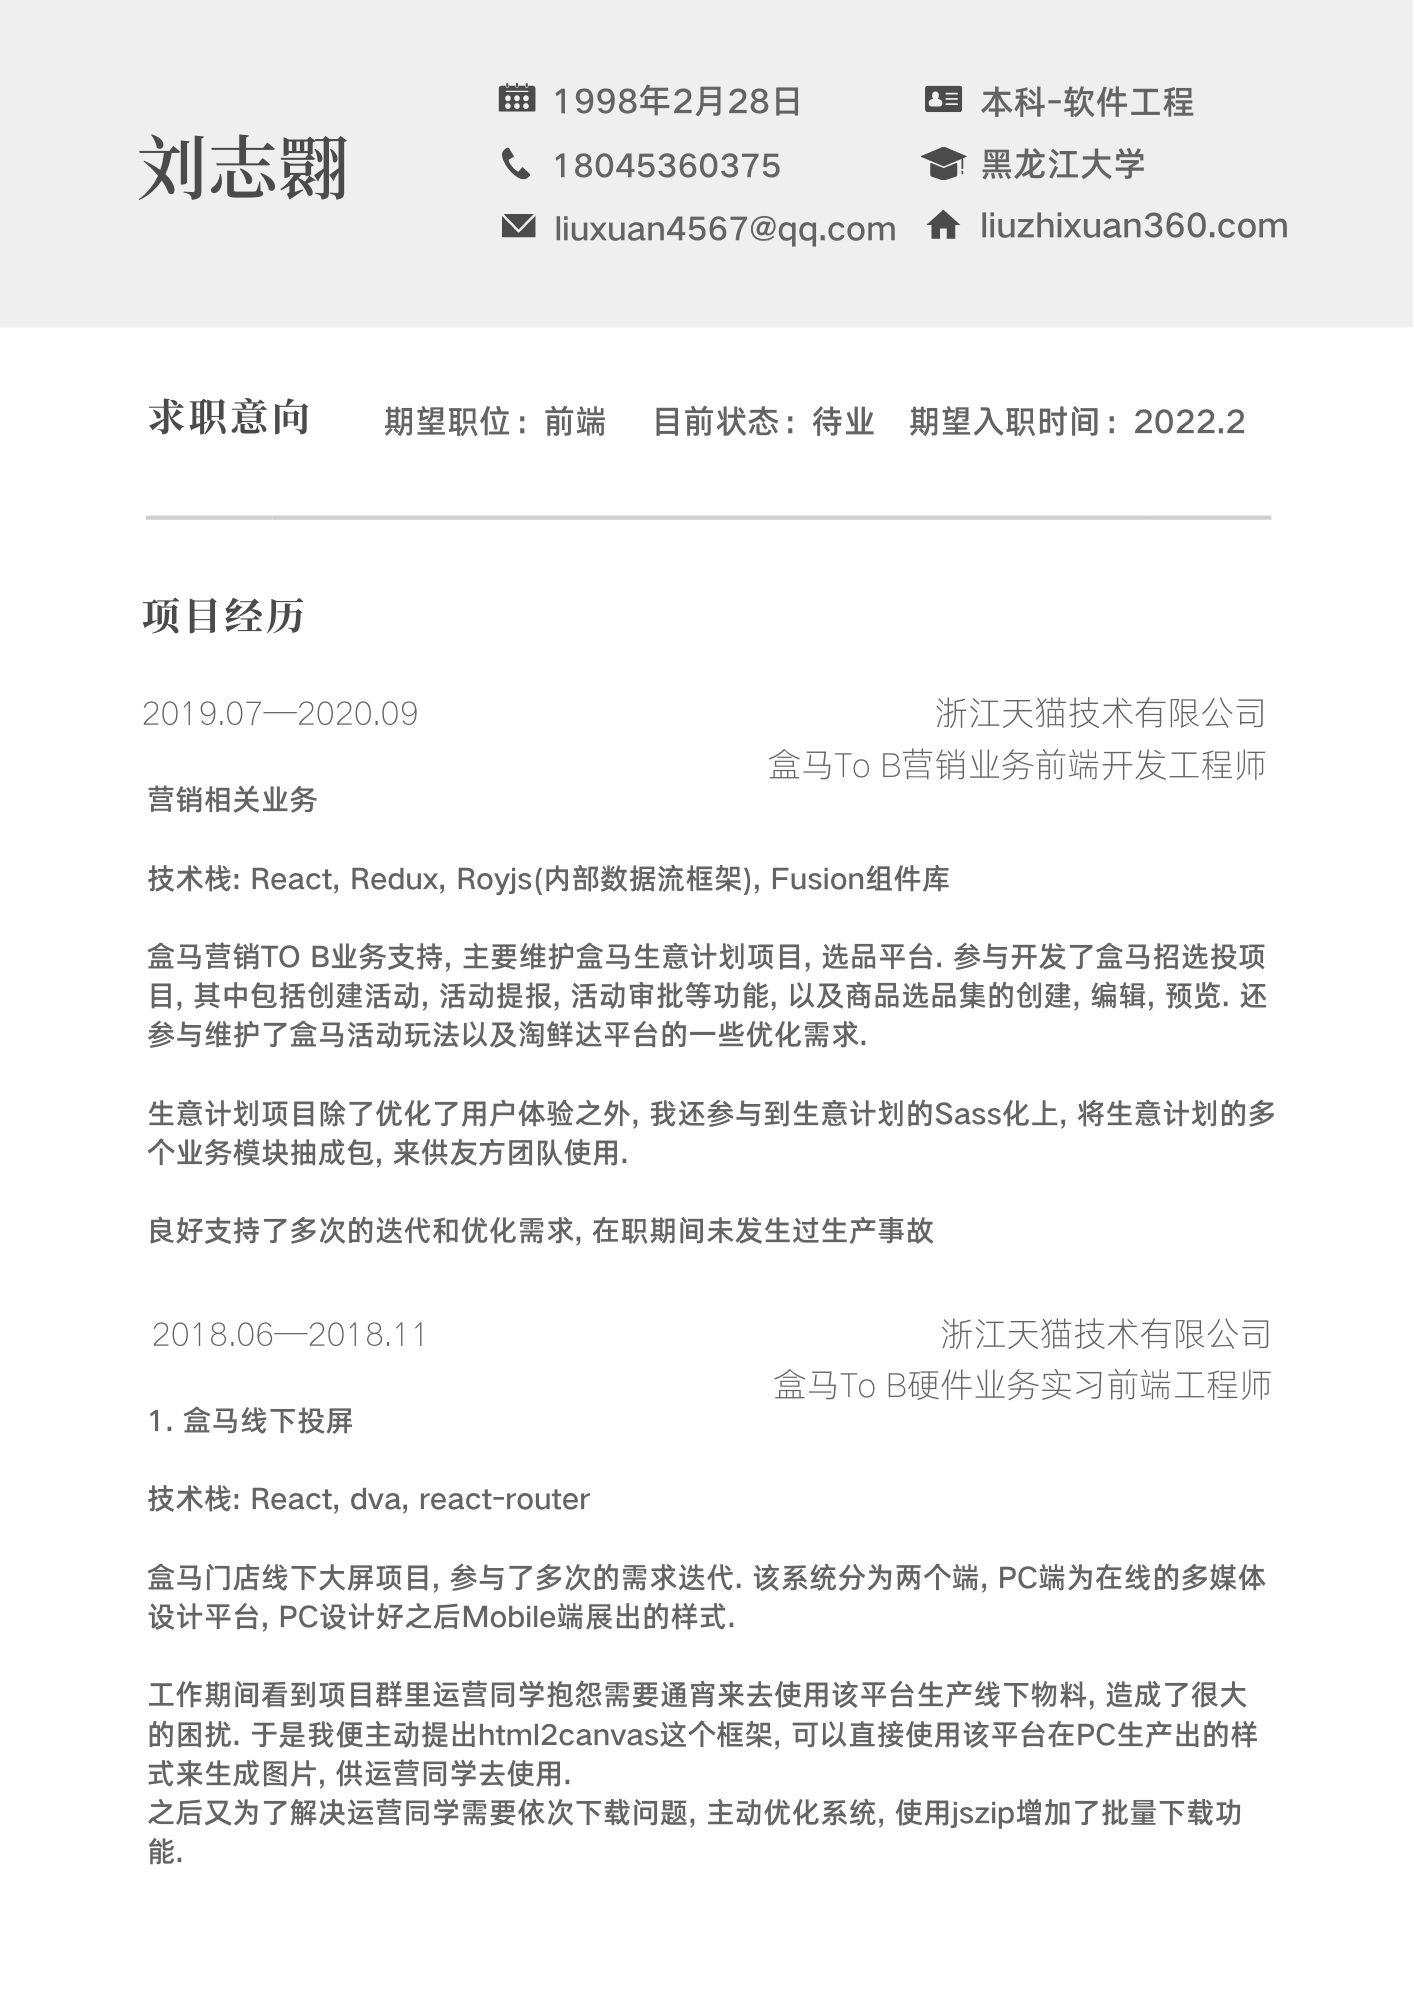 刘志翾
1998年2月28日
本科-软件工程
18045360375
黑龙江大学
liuxuan4567@qq.com
liuzhixuan360.com
求职意向
期望职位：前端 目前状态：待业 期望入职时间：2022.2
项目经历
2019.07—2020.09
浙江天猫技术有限公司
盒马To B营销业务前端开发工程师
营销相关业务
技术栈: React, Redux, Royjs(内部数据流框架), Fusion组件库
盒马营销TO B业务支持, 主要维护盒马生意计划项目, 选品平台. 参与开发了盒马招选投项
目, 其中包括创建活动, 活动提报, 活动审批等功能, 以及商品选品集的创建, 编辑, 预览. 还
参与维护了盒马活动玩法以及淘鲜达平台的一些优化需求.
生意计划项目除了优化了用户体验之外, 我还参与到生意计划的Sass化上, 将生意计划的多
个业务模块抽成包, 来供友方团队使用.
良好支持了多次的迭代和优化需求, 在职期间未发生过生产事故
2018.06—2018.11
浙江天猫技术有限公司
盒马To B硬件业务实习前端工程师
1. 盒马线下投屏
技术栈: React, dva, react-router
盒马门店线下大屏项目, 参与了多次的需求迭代. 该系统分为两个端, PC端为在线的多媒体
设计平台, PC设计好之后Mobile端展出的样式.
工作期间看到项目群里运营同学抱怨需要通宵来去使用该平台生产线下物料, 造成了很大
的困扰. 于是我便主动提出html2canvas这个框架, 可以直接使用该平台在PC生产出的样
式来生成图片, 供运营同学去使用.
之后又为了解决运营同学需要依次下载问题, 主动优化系统, 使用jszip增加了批量下载功
能.